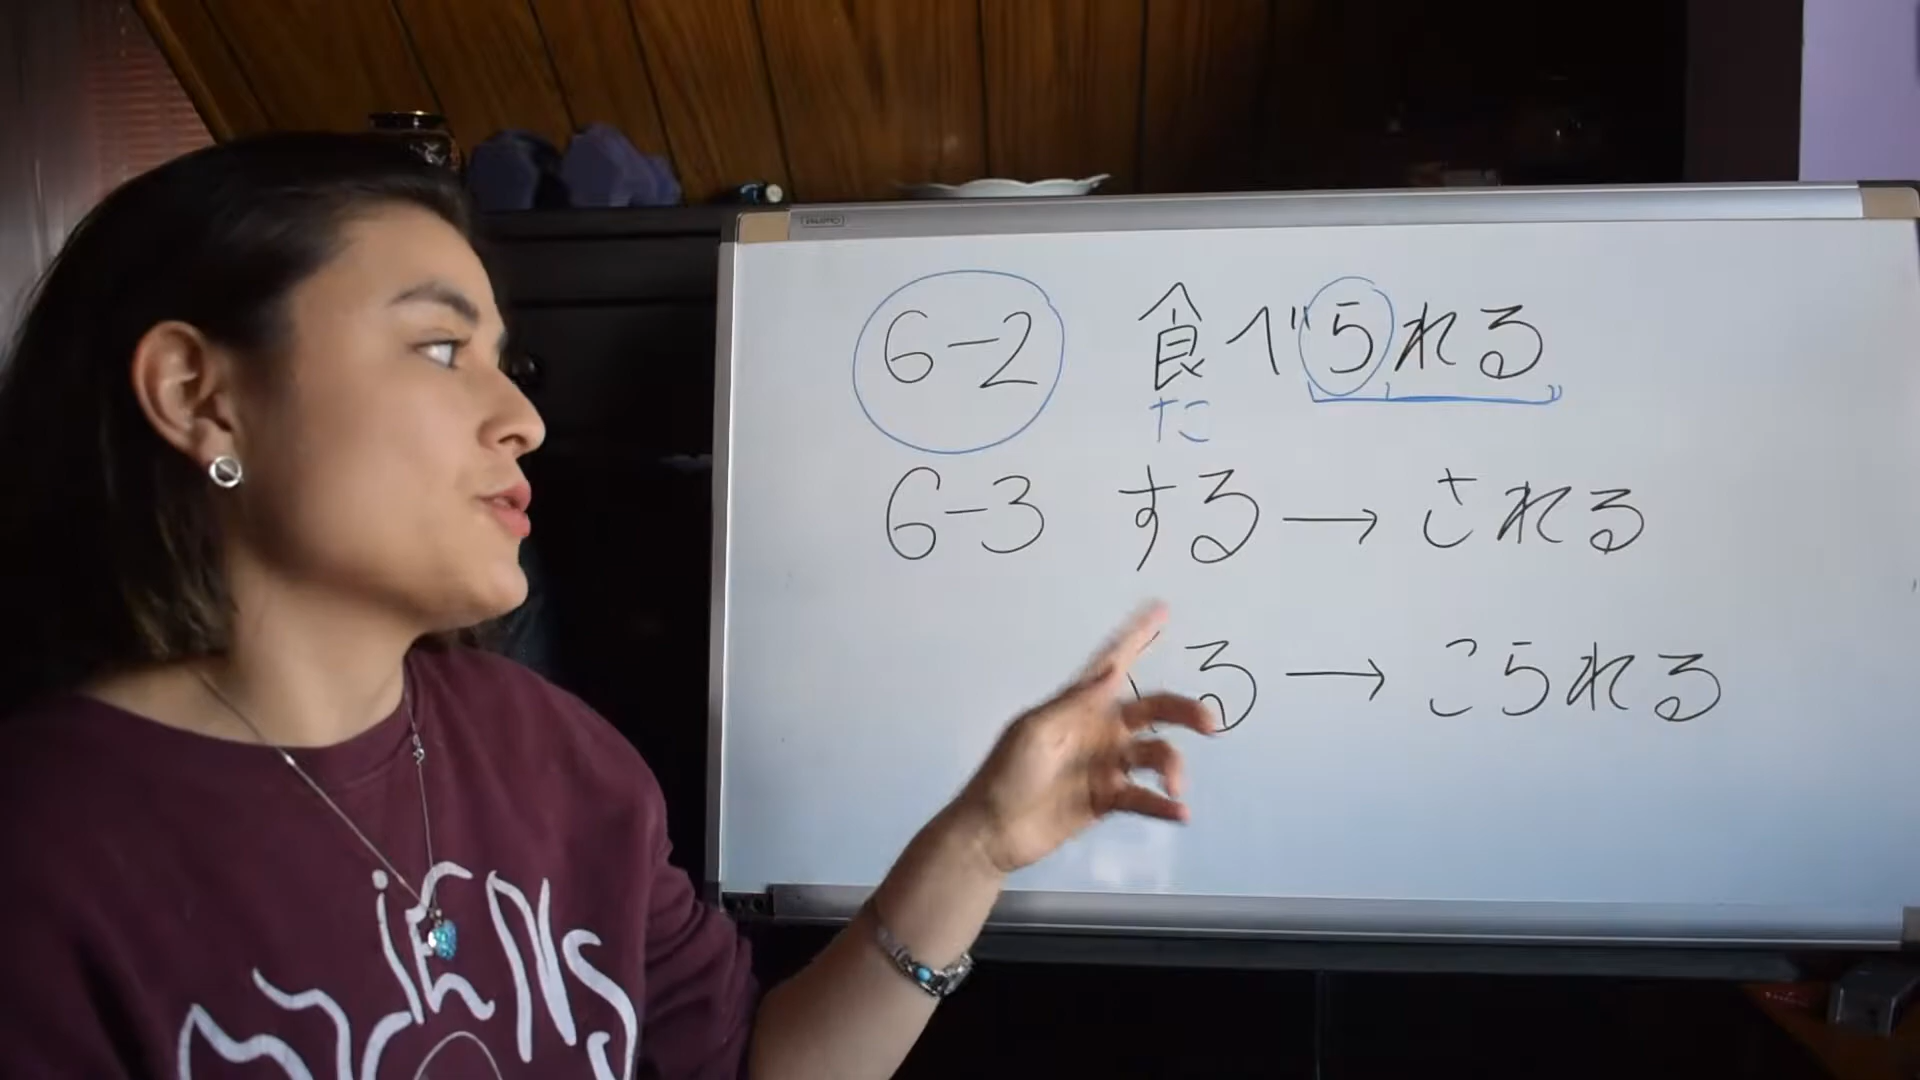 6-2 食べられる
た
6-3 する → される
くる → こられる